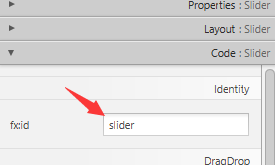 Properties : Slider
Layout : Slider
Code : Slider
Identity
fx:id slider
DragDrop